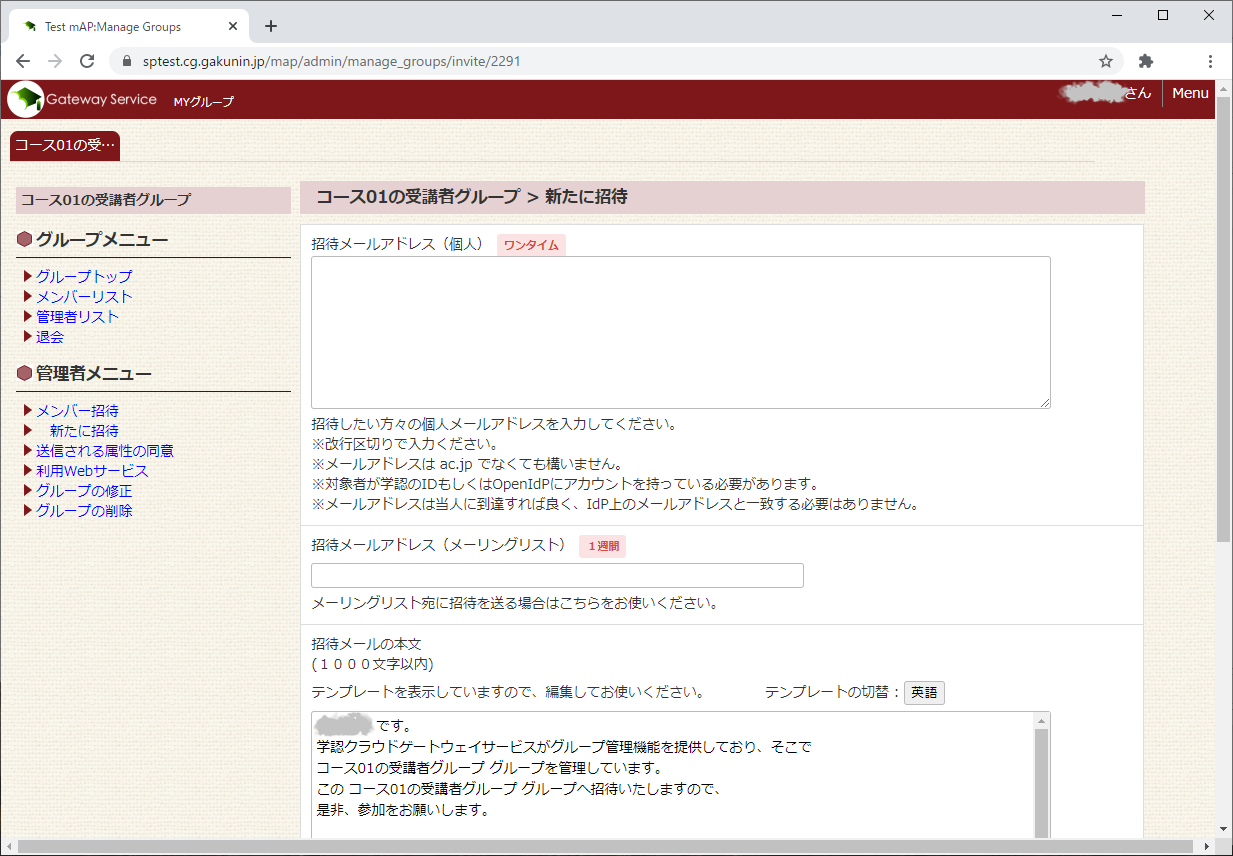 Test mAP:Manage Groups
sptest.cg.gakunin.jp/map/admin/manage_groups/invite/2291
Gateway Service MYグループ さん Menu
コース01の受…
コース01の受講者グループ
グループメニュー
グループトップ
メンバーリスト
管理者リスト
退会
管理者メニュー
メンバー招待
新たに招待
送信される属性の同意
利用Webサービス
グループの修正
グループの削除
コース01の受講者グループ > 新たに招待
招待メールアドレス（個人） ワンタイム
招待したい方々の個人メールアドレスを入力してください。
※改行区切りで入力ください。
※メールアドレスは ac.jp でなくても構いません。
※対象者が学認のIDもしくはOpenIdPにアカウントを持っている必要があります。
※メールアドレスは当人に到達すれば良く、IdP上のメールアドレスと一致する必要はありません。
招待メールアドレス（メーリングリスト） １週間
メーリングリスト宛に招待を送る場合はこちらをお使いください。
招待メールの本文
(１０００文字以内)
テンプレートを表示していますので、編集してお使いください。 テンプレートの切替： 英語
です。
学認クラウドゲートウェイサービスがグループ管理機能を提供しており、そこで
コース01の受講者グループ グループを管理しています。
この コース01の受講者グループ グループへ招待いたしますので、
是非、参加をお願いします。